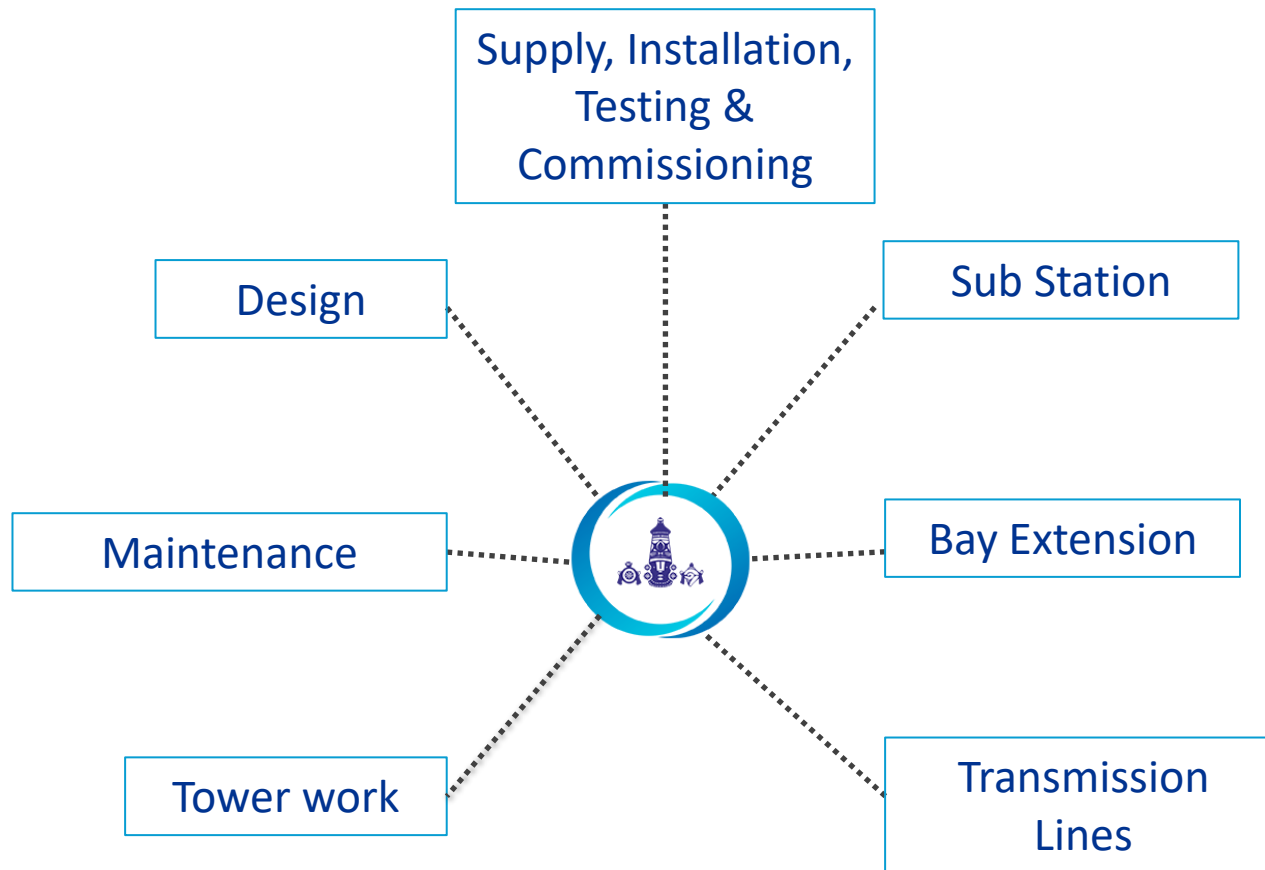 Supply, Installation,
Testing &
Commissioning
Design
Sub Station
Maintenance
Bay Extension
Tower work
Transmission
Lines